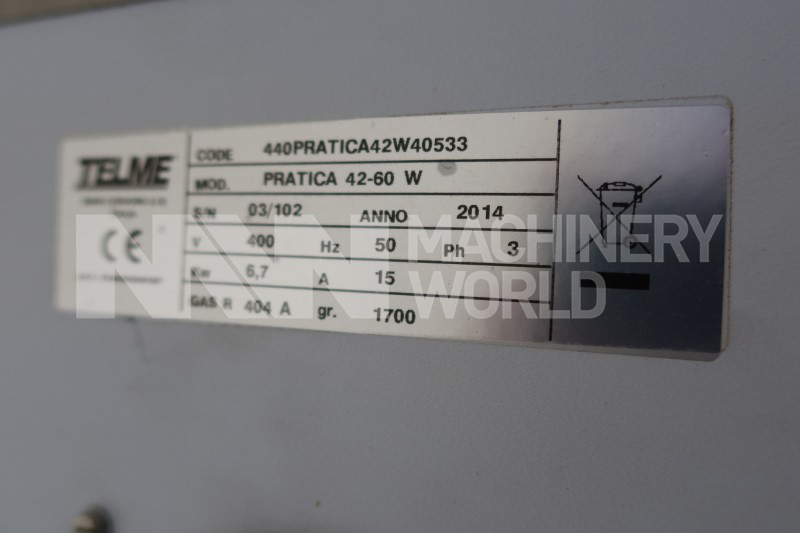 TELME
CE
CODE 440PRATICA42W40533
MOD. PRATICA 42-60 W
S/N 03/102 ANNO 2014
V 400 Hz 50 Ph 3
Kw 6,7 A 15
GAS R 404 A gr. 1700
MACHINERY
WORLD